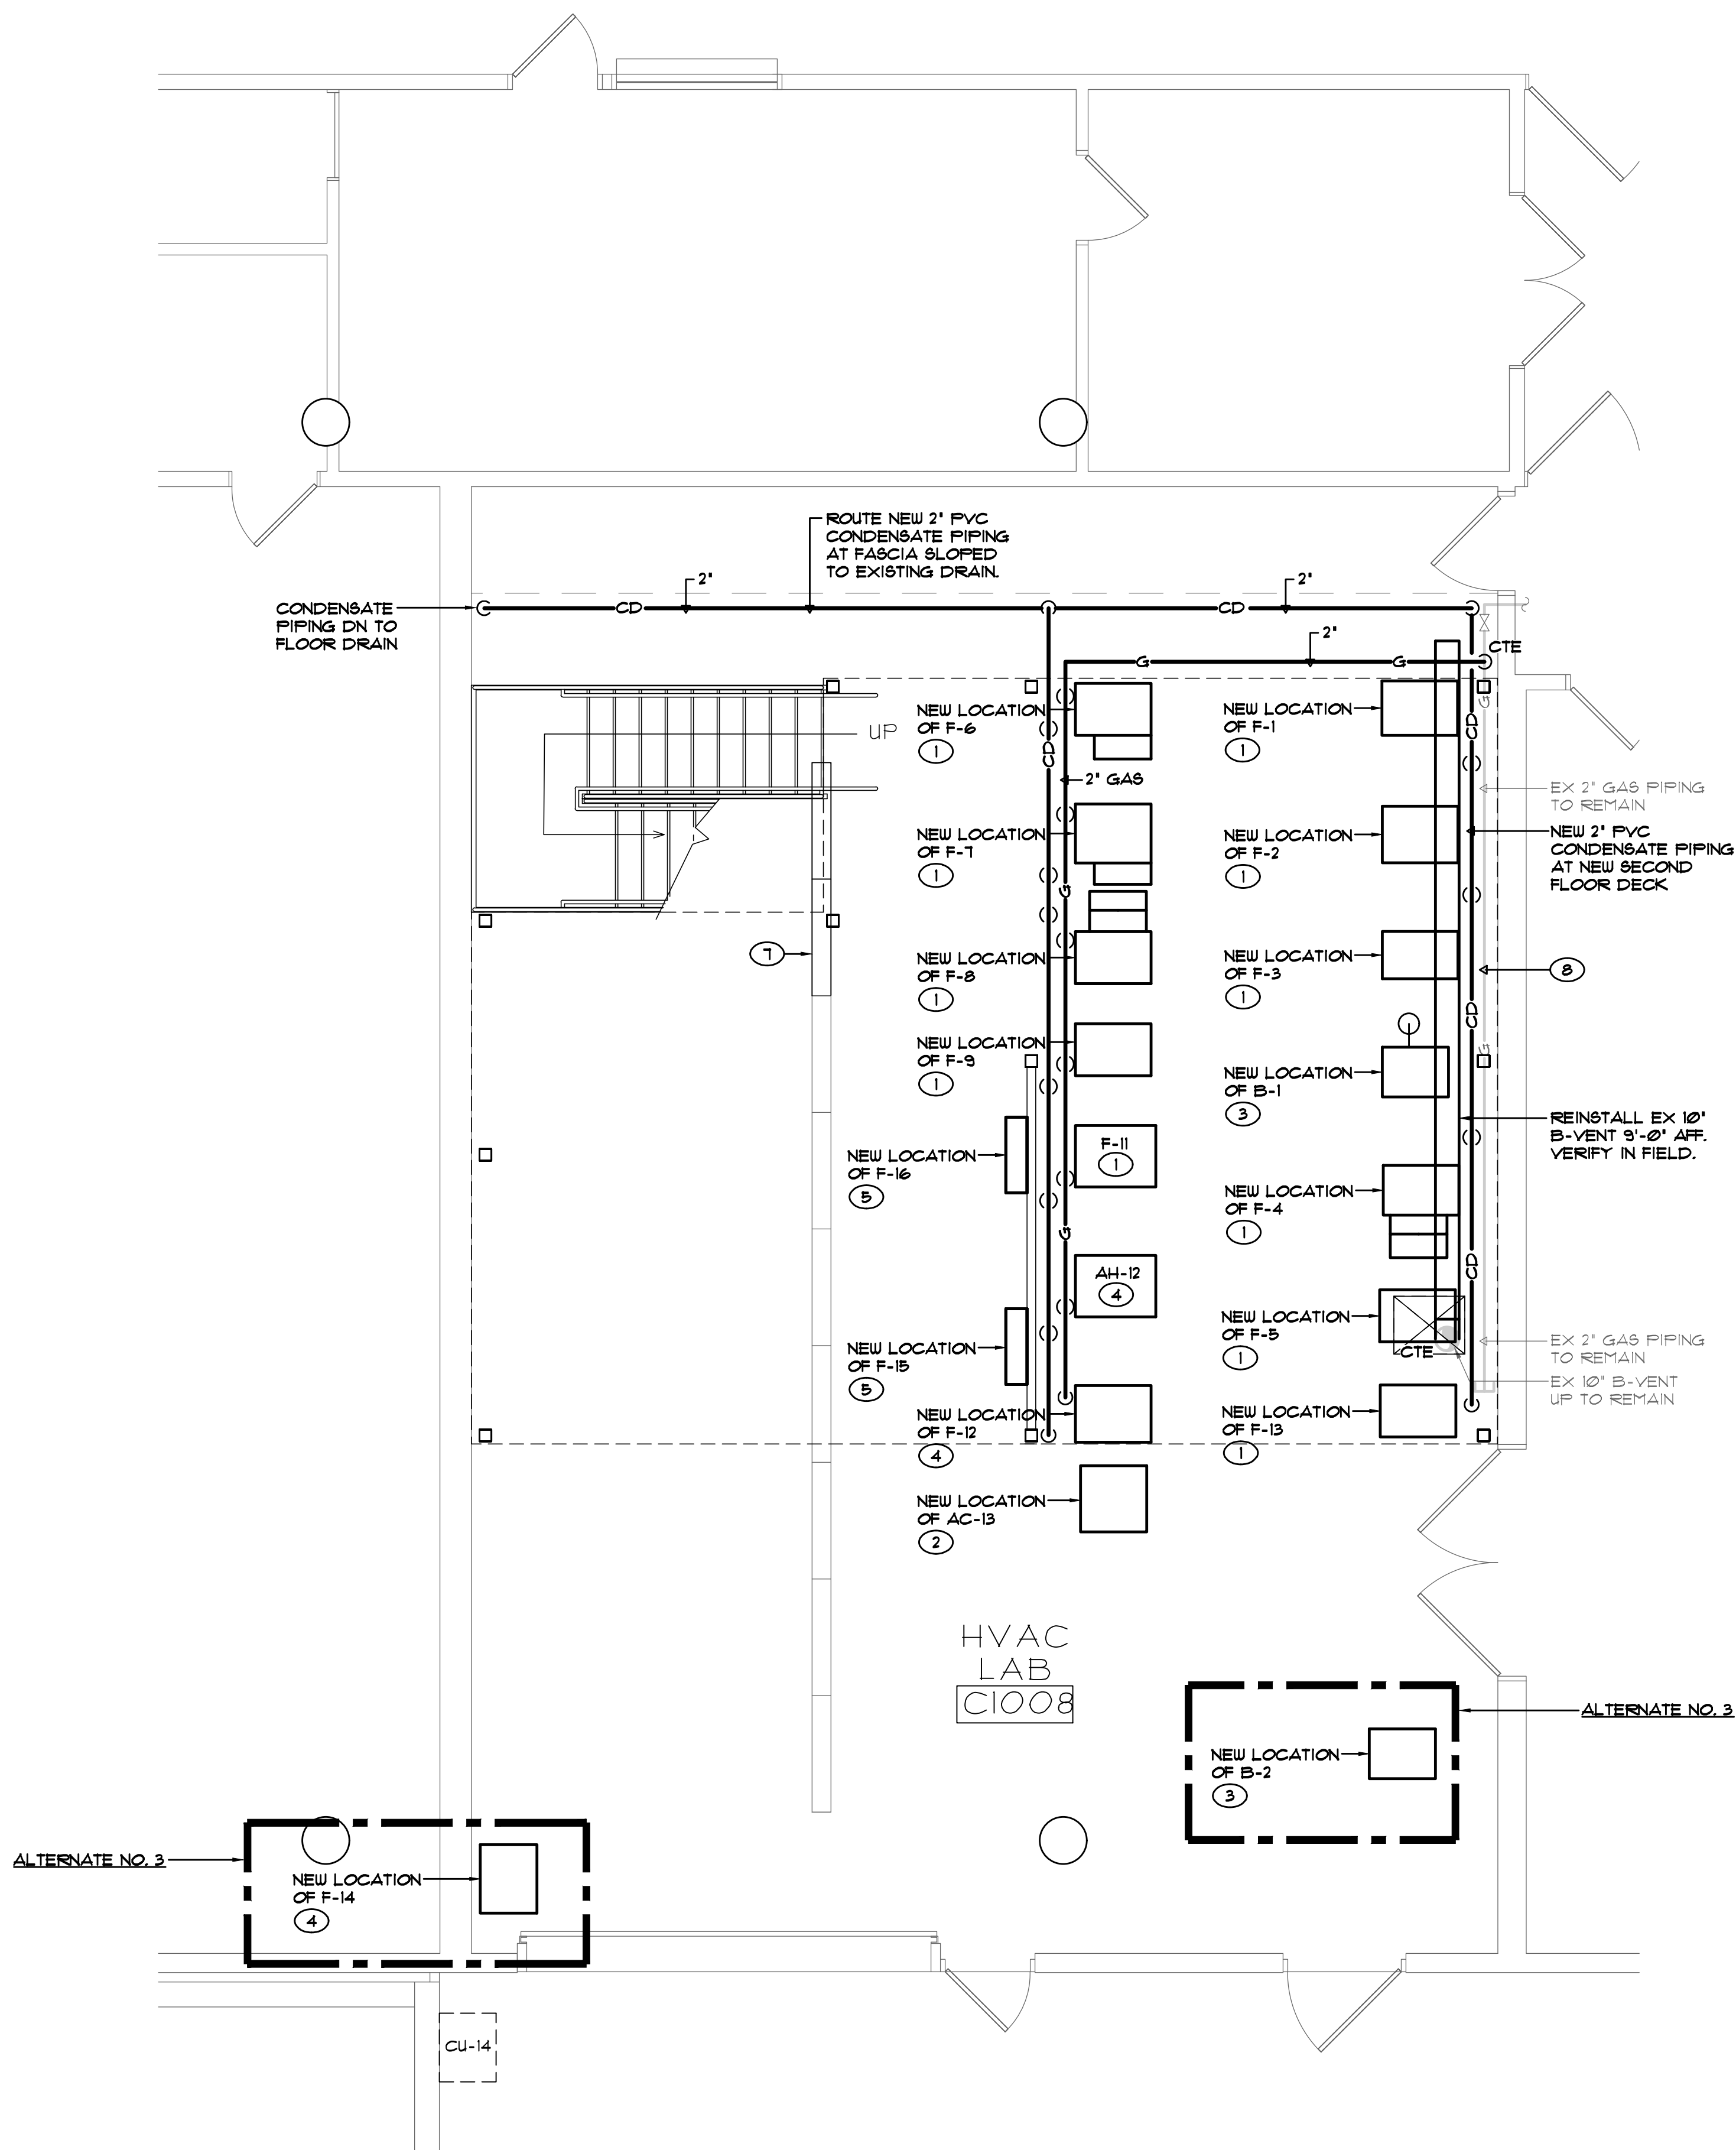 ROUTE NEW 2" PVC
CONDENSATE PIPING
AT FASCIA SLOPED
TO EXISTING DRAIN.
2"
2"
CONDENSATE
PIPING DN TO
FLOOR DRAIN
CD
CD
2"
CTE
G
G
G
UP
NEW LOCATION
OF F-6
1
CD
2" GAS
NEW LOCATION
OF F-1
1
CD
EX 2" GAS PIPING
TO REMAIN
NEW 2" PVC
CONDENSATE PIPING
AT NEW SECOND
FLOOR DECK
NEW LOCATION
OF F-7
1
G
NEW LOCATION
OF F-2
1
7
NEW LOCATION
OF F-8
1
NEW LOCATION
OF F-3
1
8
CD
NEW LOCATION
OF F-9
1
G
NEW LOCATION
OF B-1
3
REINSTALL EX 10"
B-VENT 9'-0" AFF.
VERIFY IN FIELD.
NEW LOCATION
OF F-16
5
F-11
1
NEW LOCATION
OF F-4
1
G
CD
AH-12
4
NEW LOCATION
OF F-15
5
NEW LOCATION
OF F-5
1
CTE
EX 2" GAS PIPING
TO REMAIN
EX 10" B-VENT
UP TO REMAIN
NEW LOCATION
OF F-12
4
NEW LOCATION
OF F-13
1
NEW LOCATION
OF AC-13
2
HVAC
LAB
C1008
ALTERNATE NO. 3
NEW LOCATION
OF B-2
3
ALTERNATE NO. 3
NEW LOCATION
OF F-14
4
CU-14